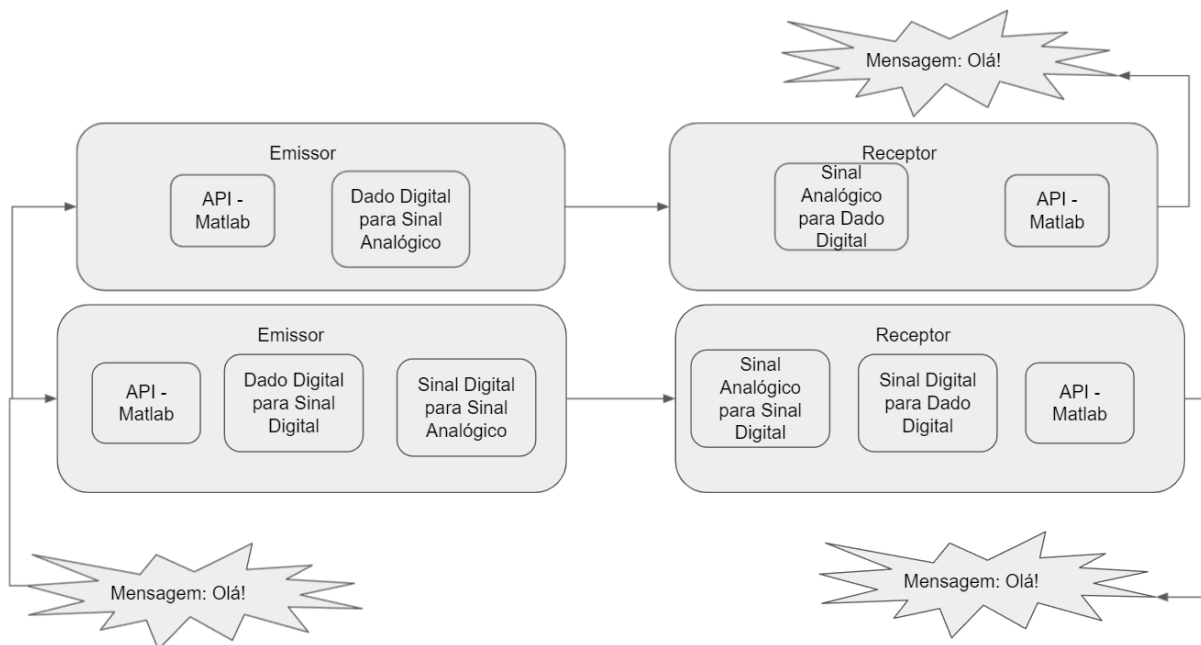 Mensagem: Olá!
Emissor
API -
Matlab
Dado Digital
para Sinal
Analógico
Receptor
Sinal
Analógico
para Dado
Digital
API -
Matlab
Emissor
API -
Matlab
Dado Digital
para Sinal
Digital
Sinal Digital
para Sinal
Analógico
Receptor
Sinal
Analógico
para Sinal
Digital
Sinal Digital
para Dado
Digital
API -
Matlab
Mensagem: Olá!
Mensagem: Olá!